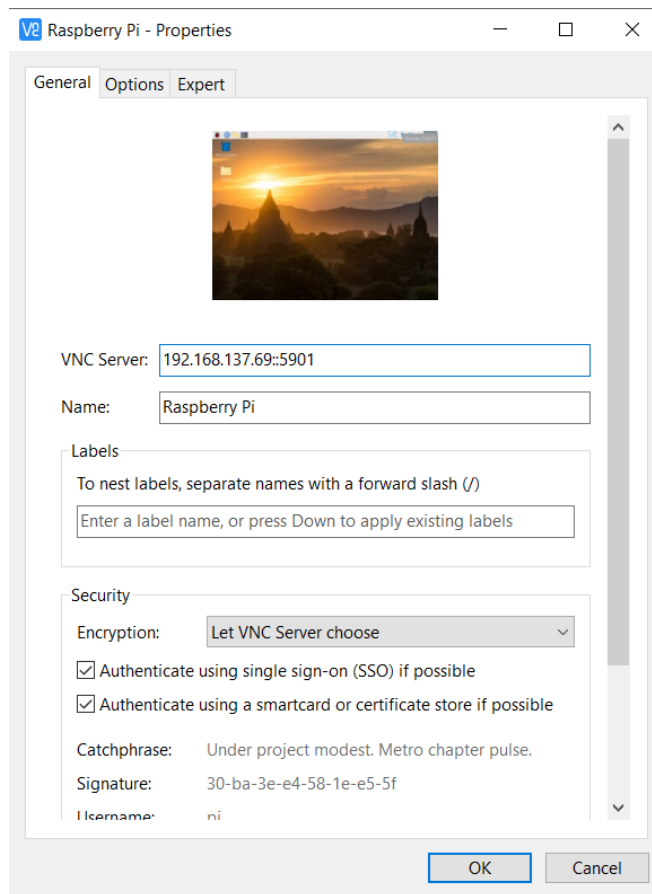 V2 Raspberry Pi - Properties
General Options Expert
VNC Server: 192.168.137.69::5901
Name: Raspberry Pi
Labels
To nest labels, separate names with a forward slash (/)
Enter a label name, or press Down to apply existing labels
Security
Encryption: Let VNC Server choose
Authenticate using single sign-on (SSO) if possible
Authenticate using a smartcard or certificate store if possible
Catchphrase: Under project modest. Metro chapter pulse.
Signature: 30-ba-3e-e4-58-1e-e5-5f
Username: pi
OK Cancel